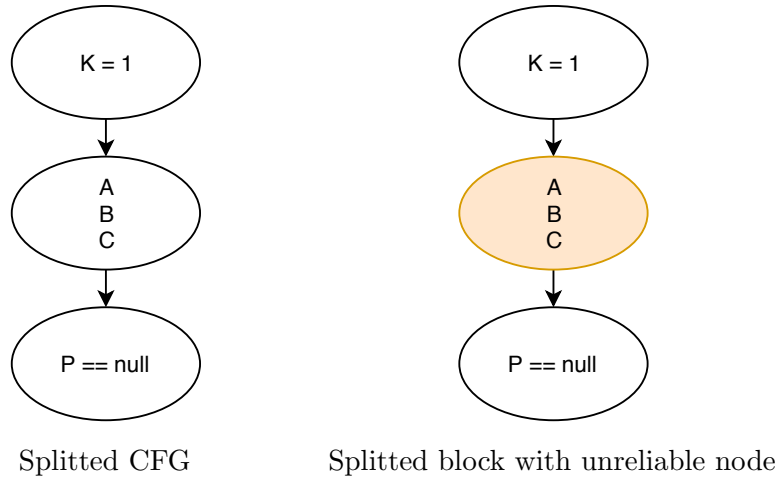 K = 1
A
B
C
P == null
Splitted CFG
K = 1
A
B
C
P == null
Splitted block with unreliable node